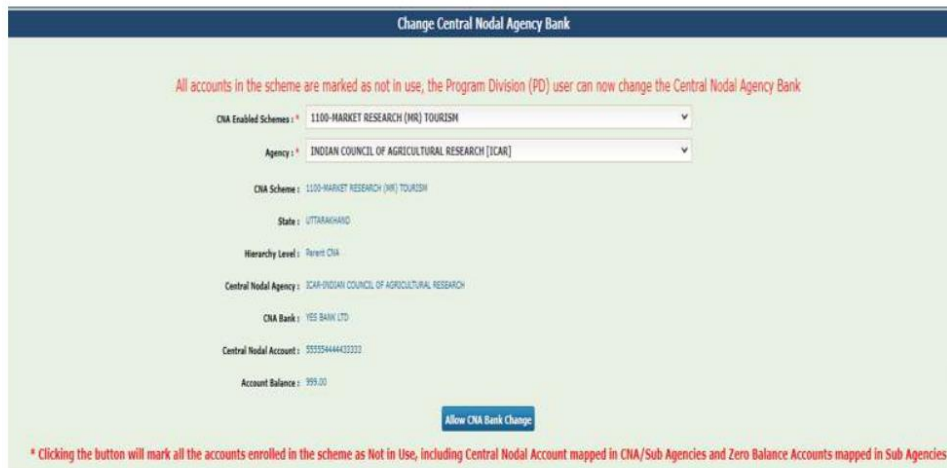 Change Central Nodal Agency Bank
All accounts in the scheme are marked as not in use, the Program Division (PD) user can now change the Central Nodal Agency Bank
CNA Enabled Schemes : * 1100-MARKET RESEARCH (MR) TOURISM
Agency : * INDIAN COUNCIL OF AGRICULTURAL RESEARCH [ICAR]
CNA Scheme : 1100-MARKET RESEARCH (MR) TOURISM
State : UTTARAKHAND
Hierarchy Level : Parent CNA
Central Nodal Agency : ICAR-INDIAN COUNCIL OF AGRICULTURAL RESEARCH
CNA Bank : YES BANK LTD
Central Nodal Account : 555554444433333
Account Balance : 999.00
Allow CNA Bank Change
* Clicking the button will mark all the accounts enrolled in the scheme as Not in Use, including Central Nodal Account mapped in CNA/Sub Agencies and Zero Balance Accounts mapped in Sub Agencies